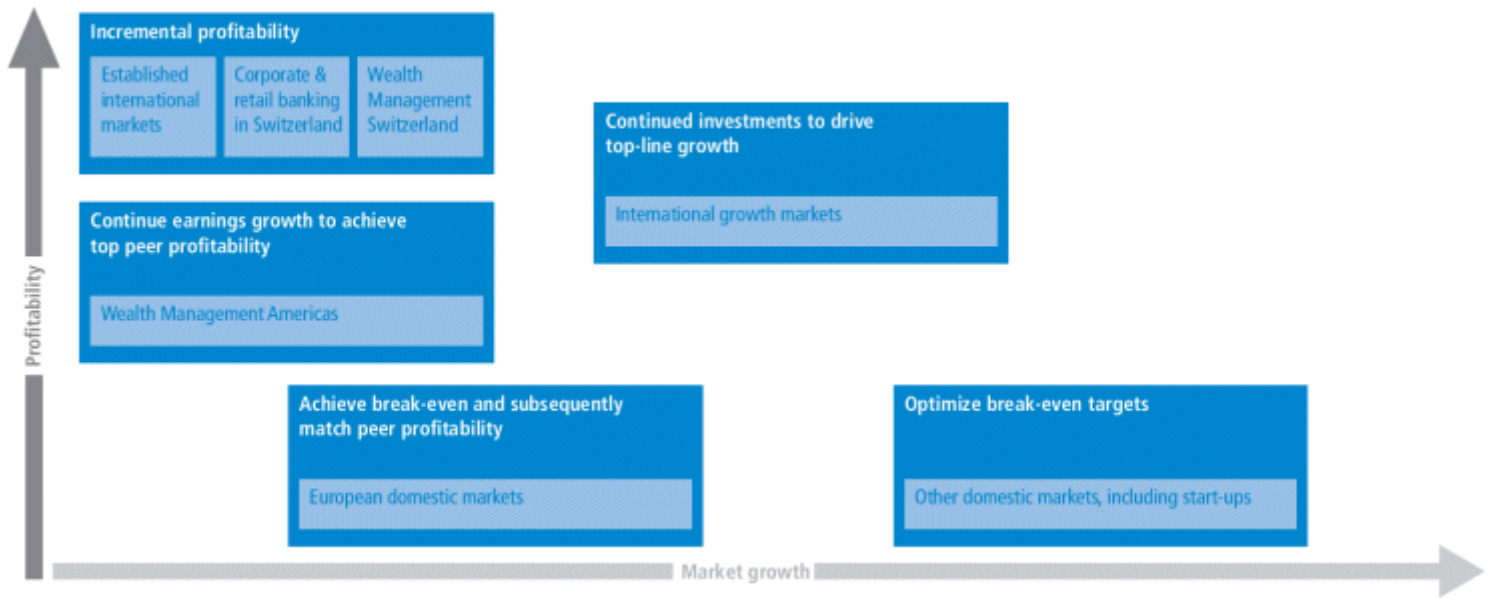 Incremental profitability
Established
international
markets
Corporate &
retail banking
in Switzerland
Wealth
Management
Switzerland
Continued investments to drive
top-line growth
International growth markets
Continue earnings growth to achieve
top peer profitability
Wealth Management Americas
Profitability
Achieve break-even and subsequently
match peer profitability
European domestic markets
Optimize break-even targets
Other domestic markets, including start-ups
Market growth